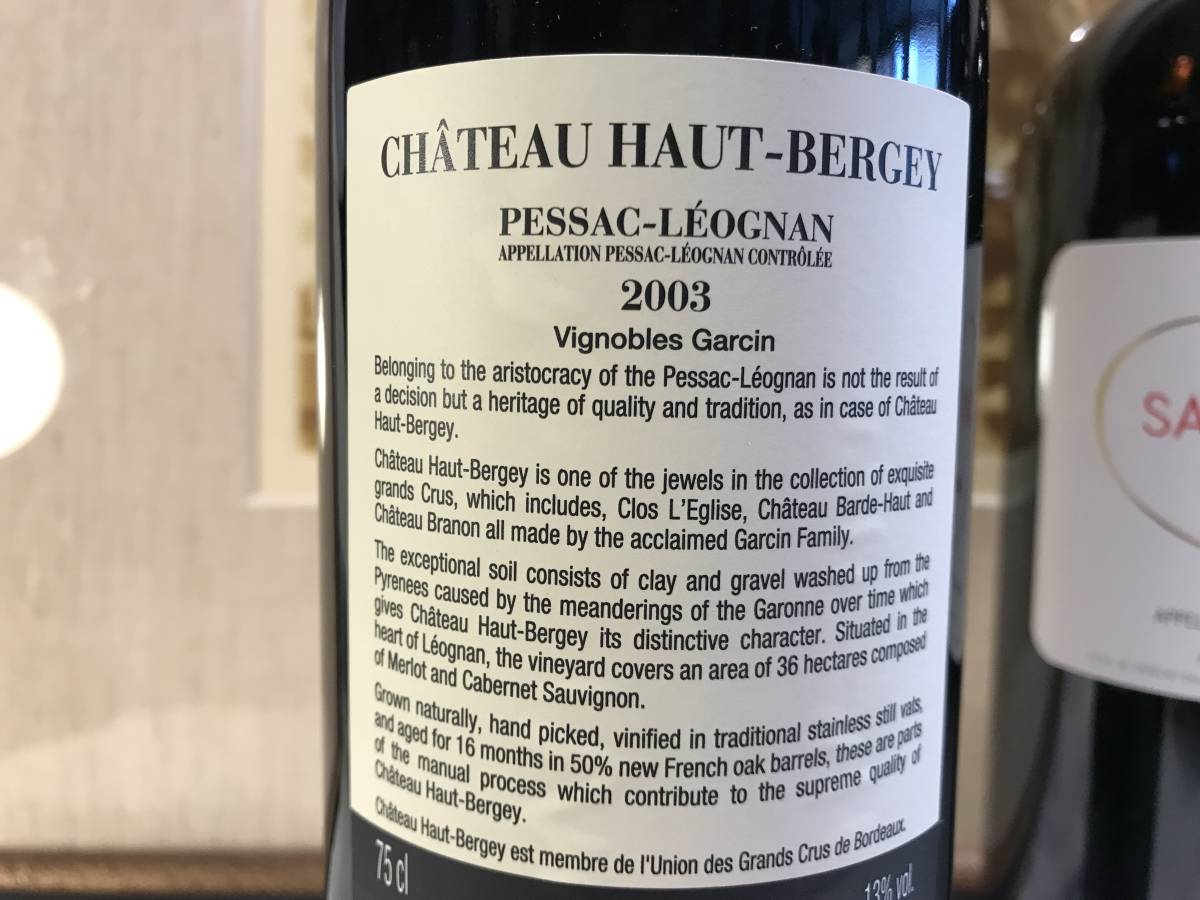 CHÂTEAU HAUT-BERGEY
PESSAC-LÉOGNAN
APPELLATION PESSAC-LÉOGNAN CONTRÔLÉE
2003
Vignobles Garcin
Belonging to the aristocracy of the Pessac-Léognan is not the result of
a decision but a heritage of quality and tradition, as in case of Château
Haut-Bergey.
Château Haut-Bergey is one of the jewels in the collection of exquisite
grands Crus, which includes, Clos L'Eglise, Château Barde-Haut and
Château Branon all made by the acclaimed Garcin Family.
The exceptional soil consists of clay and gravel washed up from the
Pyrenees caused by the meanderings of the Garonne over time which
gives Château Haut-Bergey its distinctive character. Situated in the
heart of Léognan, the vineyard covers an area of 36 hectares composed
of Merlot and Cabernet Sauvignon.
Grown naturally, hand picked, vinified in traditional stainless still vats,
and aged for 16 months in 50% new French oak barrels, these are parts
of the manual process which contribute to the supreme quality of
Château Haut-Bergey.
Château Haut-Bergey est membre de l'Union des Grands Crus de Bordeaux.
75 cl
13% vol.
SA